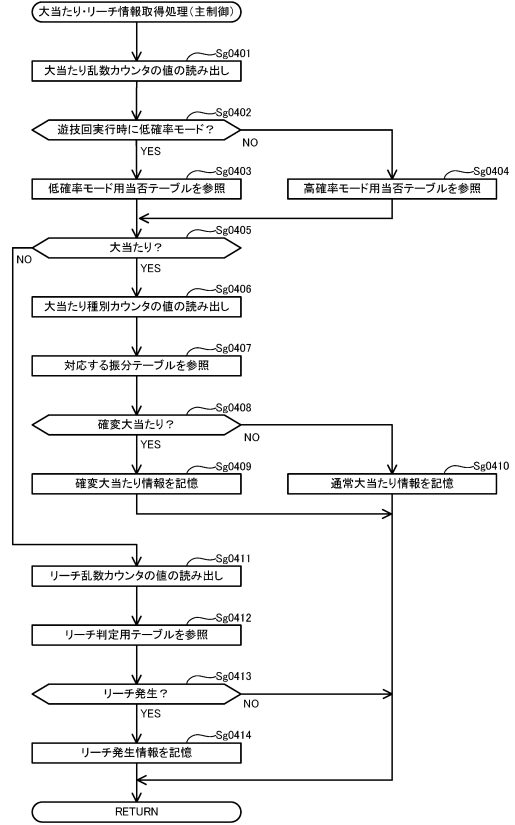 大当たり・リーチ情報取得処理(主制御)
Sg0401
大当たり乱数カウンタの値の読み出し
Sg0402
遊技回実行時に低確率モード？
NO
YES
Sg0403
低確率モード用当否テーブルを参照
Sg0404
高確率モード用当否テーブルを参照
Sg0405
大当たり？
NO
YES
Sg0406
大当たり種別カウンタの値の読み出し
Sg0407
対応する振分テーブルを参照
Sg0408
確変大当たり？
NO
YES
Sg0409
確変大当たり情報を記憶
Sg0410
通常大当たり情報を記憶
Sg0411
リーチ乱数カウンタの値の読み出し
Sg0412
リーチ判定用テーブルを参照
Sg0413
リーチ発生？
NO
YES
Sg0414
リーチ発生情報を記憶
RETURN